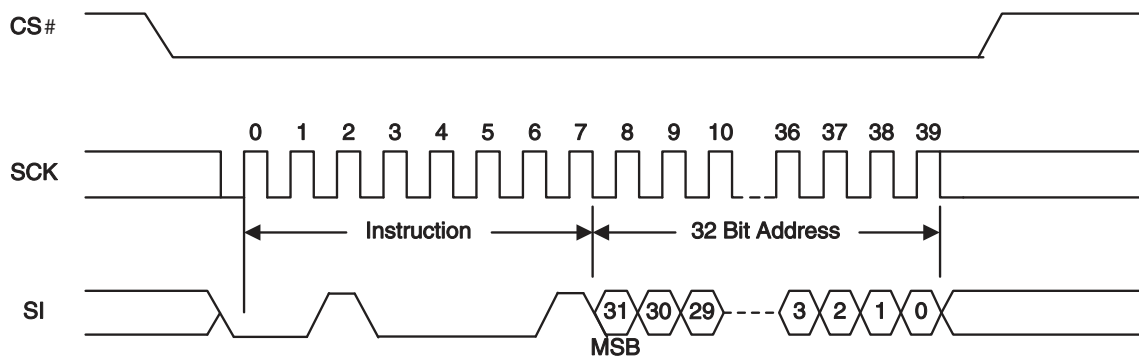 CS#
0 1 2 3 4 5 6 7 8 9 10 36 37 38 39
SCK
Instruction 32 Bit Address
SI 31 30 29 3 2 1 0
MSB